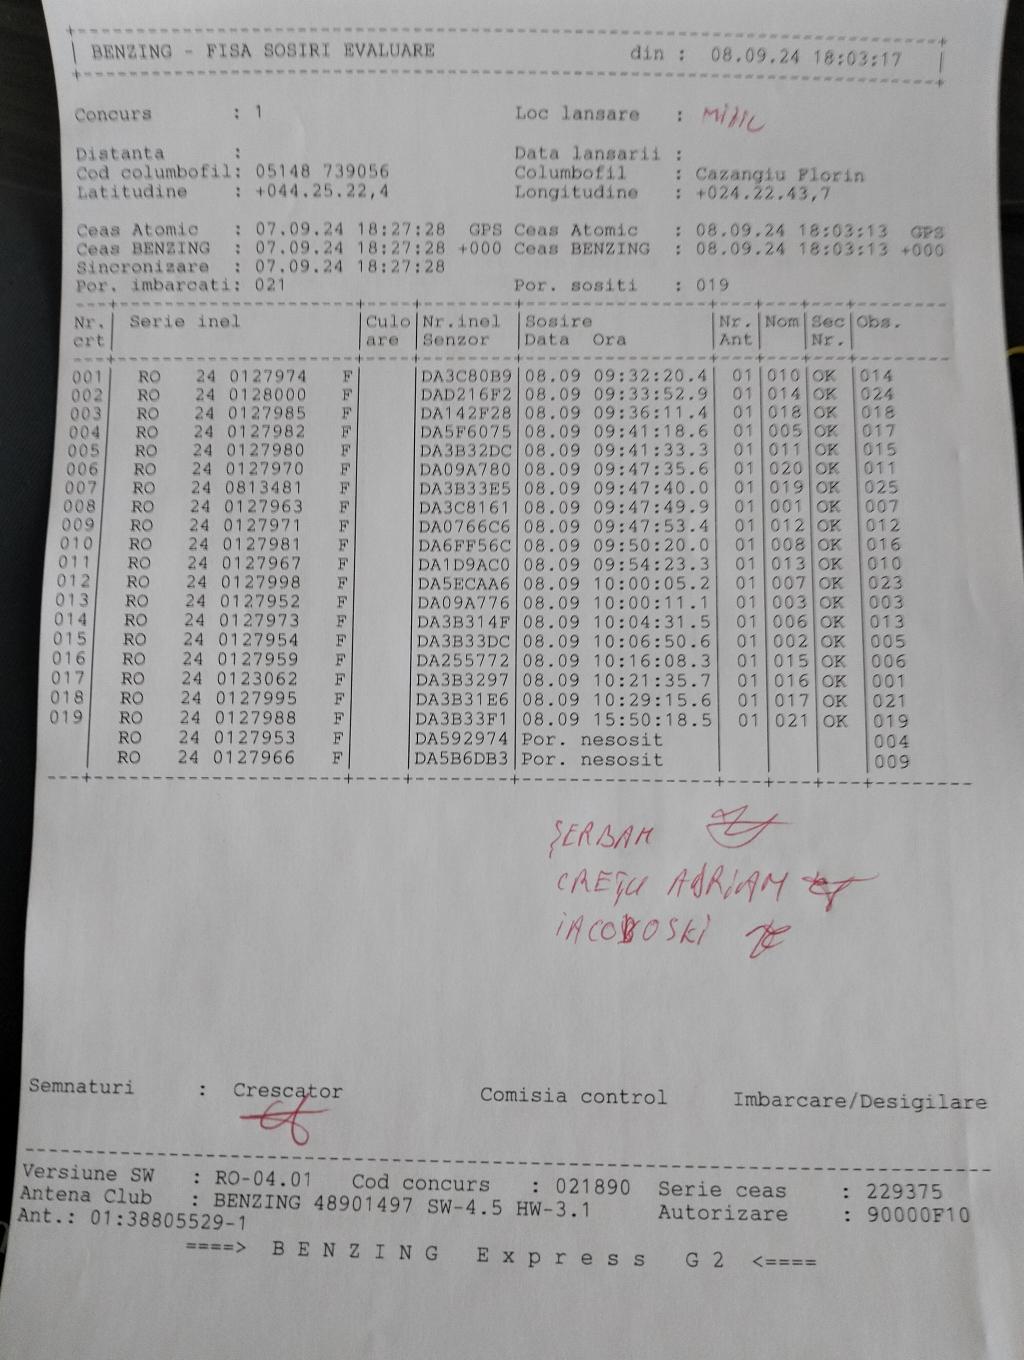 BENZING - FISA SOSIRI EVALUARE din : 08.09.24 18:03:17
Concurs : 1 Loc lansare :
Distanta : Data lansarii :
Cod columbofil: 05148 739056 Columbofil : Cazangiu Florin
Latitudine : +044.25.22,4 Longitudine : +024.22.43,7
Ceas Atomic : 07.09.24 18:27:28 GPS Ceas Atomic : 08.09.24 18:03:13 GPS
Ceas BENZING : 07.09.24 18:27:28 +000 Ceas BENZING : 08.09.24 18:03:13 +000
Sincronizare : 07.09.24 18:27:28
Por. imbarcati: 021 Por. sositi : 019
Nr. Serie inel Culo Nr.inel Sosire Nr. Nom Sec Obs.
crt are Senzor Data Ora Ant Nr.
001 RO 24 0127974 F DA3C80B9 08.09 09:32:20.4 01 010 OK 014
002 RO 24 0128000 F DAD216F2 08.09 09:33:52.9 01 014 OK 024
003 RO 24 0127985 F DA142F28 08.09 09:36:11.4 01 018 OK 018
004 RO 24 0127982 F DA5F6075 08.09 09:41:18.6 01 005 OK 017
005 RO 24 0127980 F DA3B32DC 08.09 09:41:33.3 01 011 OK 015
006 RO 24 0127970 F DA09A780 08.09 09:47:35.6 01 020 OK 011
007 RO 24 0813481 F DA3B33E5 08.09 09:47:40.0 01 019 OK 025
008 RO 24 0127963 F DA3C8161 08.09 09:47:49.9 01 001 OK 007
009 RO 24 0127971 F DA0766C6 08.09 09:47:53.4 01 012 OK 012
010 RO 24 0127981 F DA6FF56C 08.09 09:50:20.0 01 008 OK 016
011 RO 24 0127967 F DA1D9AC0 08.09 09:54:23.3 01 013 OK 010
012 RO 24 0127998 F DA5ECAA6 08.09 10:00:05.2 01 007 OK 023
013 RO 24 0127952 F DA09A776 08.09 10:00:11.1 01 003 OK 003
014 RO 24 0127973 F DA3B314F 08.09 10:04:31.5 01 006 OK 013
015 RO 24 0127954 F DA3B33DC 08.09 10:06:50.6 01 002 OK 005
016 RO 24 0127959 F DA255772 08.09 10:16:08.3 01 015 OK 006
017 RO 24 0123062 F DA3B3297 08.09 10:21:35.7 01 016 OK 001
018 RO 24 0127995 F DA3B31E6 08.09 10:29:15.6 01 017 OK 021
019 RO 24 0127988 F DA3B33F1 08.09 15:50:18.5 01 021 OK 019
RO 24 0127953 F DA592974 Por. nesosit 004
RO 24 0127966 F DA5B6DB3 Por. nesosit 009
ȘERBAN
CREȚU ADRIAN
IACOBOSKI
Semnaturi : Crescator Comisia control Imbarcare/Desigilare
Versiune SW : RO-04.01 Cod concurs : 021890 Serie ceas : 229375
Antena Club : BENZING 48901497 SW-4.5 HW-3.1 Autorizare : 90000F10
Ant.: 01:38805529-1
====> B E N Z I N G E x p r e s s G 2 <====